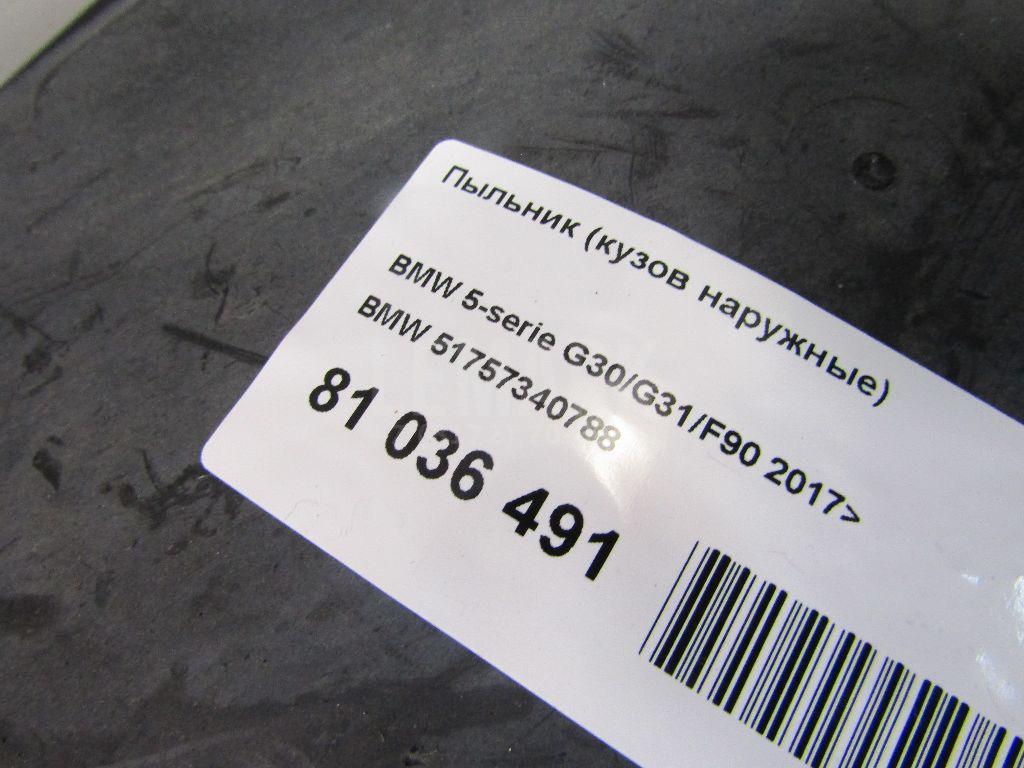 Пыльник (кузов наружные)
BMW 5-serie G30/G31/F90 2017>
BMW 51757340788
81 036 491